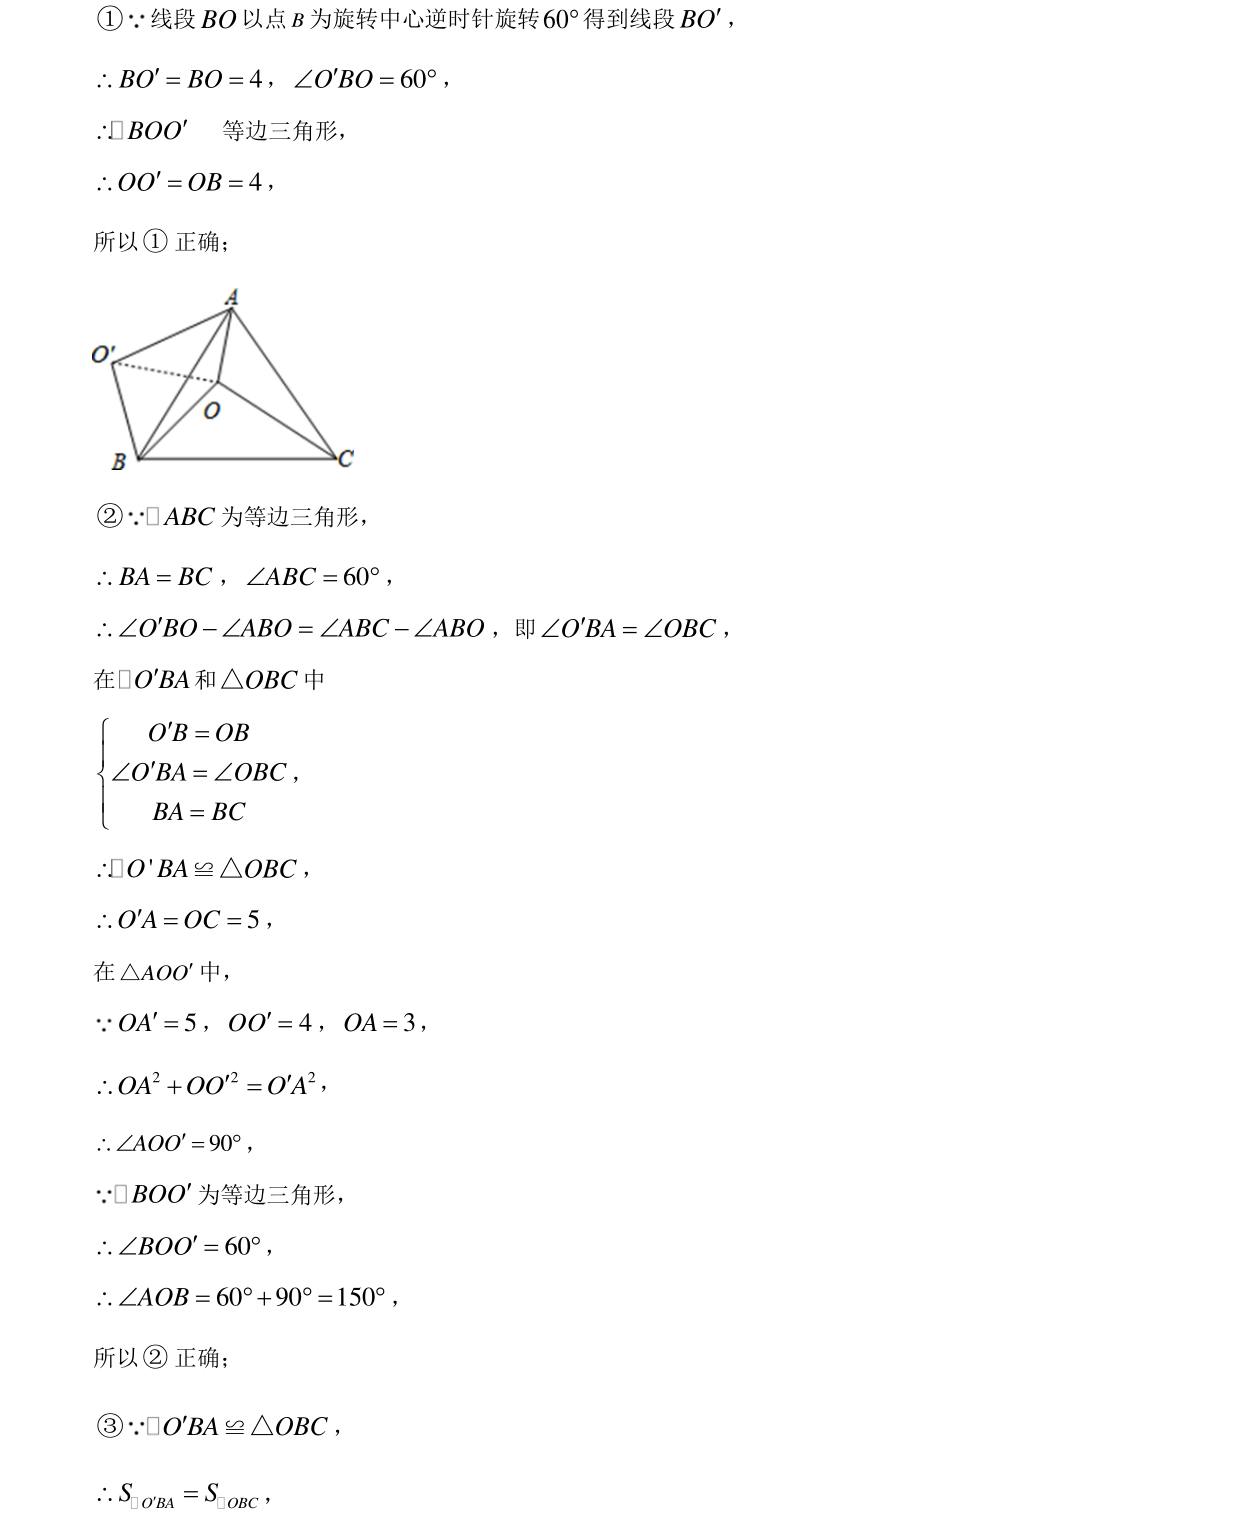 ①∵线段BO以点B为旋转中心逆时针旋转60°得到线段BO′，
∴BO′=BO=4，∠O′BO=60°，
∴□BOO′ 等边三角形，
∴OO′=OB=4，
所以①正确；
A
O′
O
B
C
②∵□ABC为等边三角形，
∴BA=BC，∠ABC=60°，
∴∠O′BO−∠ABO=∠ABC−∠ABO，即∠O′BA=∠OBC，
在□O′BA和△OBC中
O′B=OB
∠O′BA=∠OBC，
BA=BC
∴□O'BA≌△OBC，
∴O′A=OC=5，
在△AOO′中，
∵OA′=5，OO′=4，OA=3，
∴OA²+OO′²=O′A²，
∴∠AOO′=90°，
∵□BOO′为等边三角形，
∴∠BOO′=60°，
∴∠AOB=60°+90°=150°，
所以②正确；
③∵□O′BA≌△OBC，
∴S□O′BA=S□OBC，